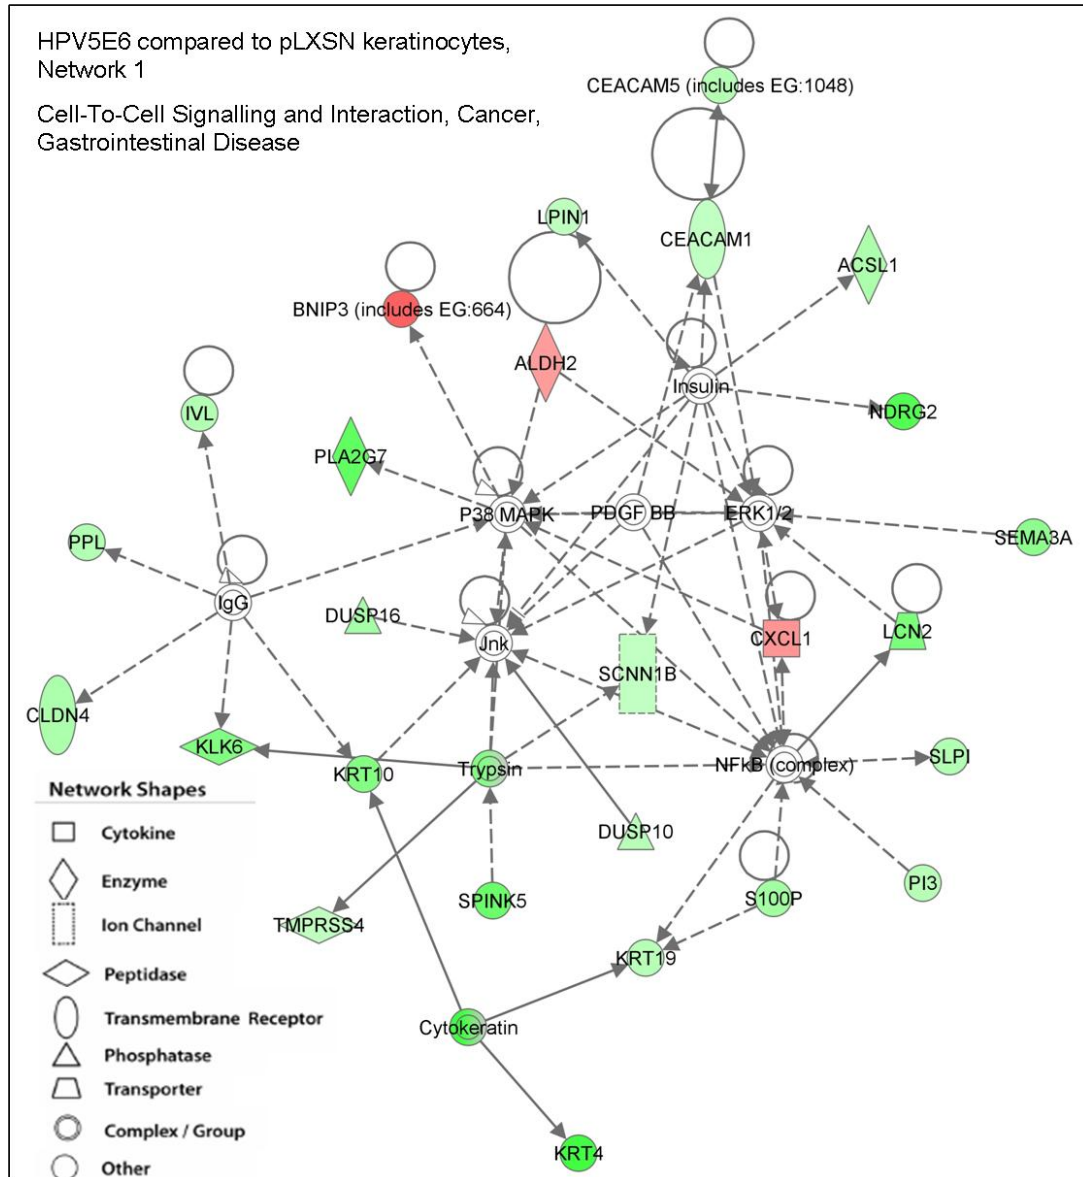 HPV5E6 compared to pLXSN keratinocytes,
Network 1
Cell-To-Cell Signalling and Interaction, Cancer,
Gastrointestinal Disease
CEACAM5 (includes EG:1048)
LPIN1
CEACAM1
ACSL1
BNIP3 (includes EG:664)
ALDH2
Insulin
IVL
NDRG2
PLA2G7
P38 MAPK
PDGF BB
ERK1/2
SEMA3A
PPL
IgG
DUSP16
Jnk
CXCL1
LCN2
SCNN1B
CLDN4
KLK6
KRT10
Trypsin
NFkB (complex)
SLPI
DUSP10
SPINK5
S100P
PI3
TMPRSS4
KRT19
Cytokeratin
KRT4
Network Shapes
Cytokine
Enzyme
Ion Channel
Peptidase
Transmembrane Receptor
Phosphatase
Transporter
Complex / Group
Other